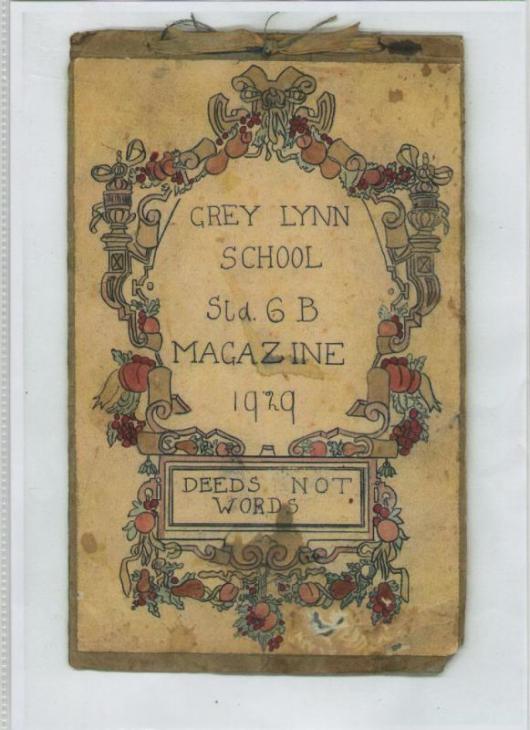 GREY LYNN
SCHOOL
Std. 6 B
MAGAZINE
1929
DEEDS NOT
WORDS